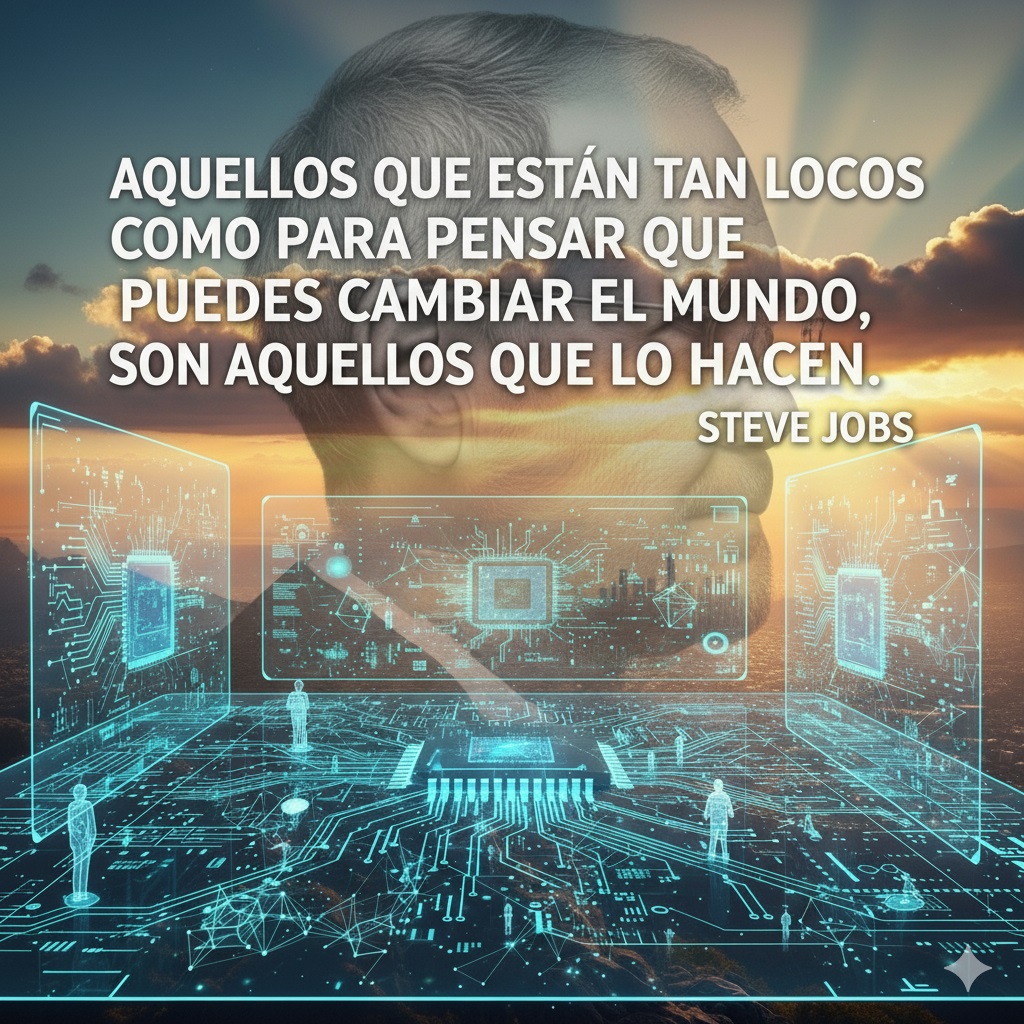 AQUELLOS QUE ESTÁN TAN LOCOS
COMO PARA PENSAR QUE
PUEDES CAMBIAR EL MUNDO,
SON AQUELLOS QUE LO HACEN.
STEVE JOBS